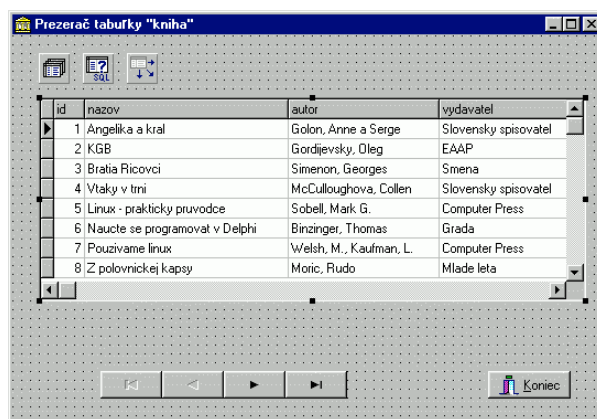 Prezerač tabuľky "kniha"
SQL
id nazov autor vydavatel
1 Angelika a kral Golon, Anne a Serge Slovensky spisovatel
2 KGB Gordijevsky, Oleg EAAP
3 Bratia Ricovci Simenon, Georges Smena
4 Vtaky v trni McCulloughova, Collen Slovensky spisovatel
5 Linux - prakticky pruvodce Sobell, Mark G. Computer Press
6 Naucte se programovat v Delphi Binzinger, Thomas Grada
7 Pouzivame linux Welsh, M., Kaufman, L. Computer Press
8 Z polovnickej kapsy Moric, Rudo Mlade leta
Koniec